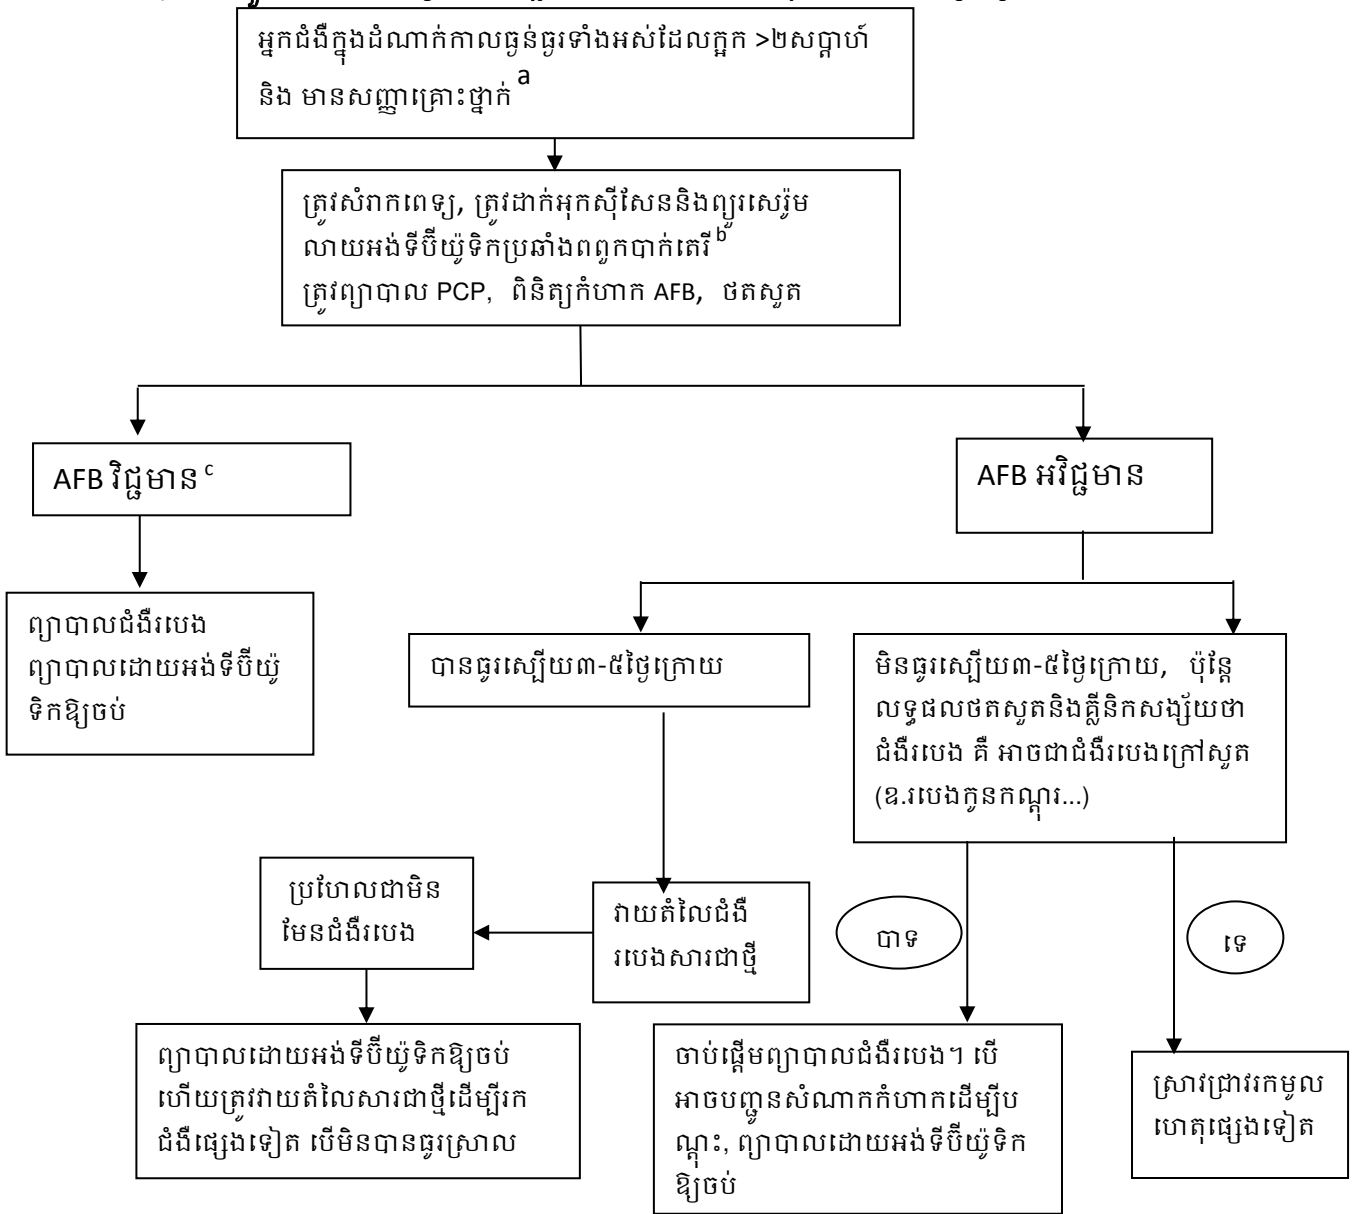 អ្នកជំងឺក្នុងដំណាក់កាលធ្ងន់ធ្ងរទាំងអស់ដែលក្អក >២សប្តាហ៍
និង មានសញ្ញាគ្រោះថ្នាក់ a
ត្រូវសំរាកពេទ្យ, ត្រូវដាក់អុកស៊ីសែននិងព្យួរសេរ៉ូម
លាយអង់ទីប៊ីយ៉ូទិកប្រឆាំងពពួកបាក់តេរី b
ត្រូវព្យាបាល PCP, ពិនិត្យកំហាក AFB, ថតសួត
AFB វិជ្ជមាន c
AFB អវិជ្ជមាន
ព្យាបាលជំងឺរបេង
ព្យាបាលដោយអង់ទីប៊ីយ៉ូ
ទិកឱ្យចប់
បានធូរស្បើយ៣-៥ថ្ងៃក្រោយ
មិនធូរស្បើយ៣-៥ថ្ងៃក្រោយ, ប៉ុន្តែ
លទ្ធផលថតសួតនិងគ្លីនិកសង្ស័យថា
ជំងឺរបេង គឺ អាចជាជំងឺរបេងក្រៅសួត
(ឧ.របេងកូនកណ្តុរ...)
ប្រហែលជាមិន
មែនជំងឺរបេង
វាយតំលៃជំងឺ
របេងសារជាថ្មី
បាទ
ទេ
ព្យាបាលដោយអង់ទីប៊ីយ៉ូទិកឱ្យចប់
ហើយត្រូវវាយតំលៃសារជាថ្មីដើម្បីរក
ជំងឺផ្សេងទៀត បើមិនបានធូរស្រាល
ចាប់ផ្តើមព្យាបាលជំងឺរបេង។ បើ
អាចបញ្ជូនសំណាកកំហាកដើម្បីប
ណ្តុះ, ព្យាបាលដោយអង់ទីប៊ីយ៉ូទិក
ឱ្យចប់
ស្រាវជ្រាវរកមូល
ហេតុផ្សេងទៀត